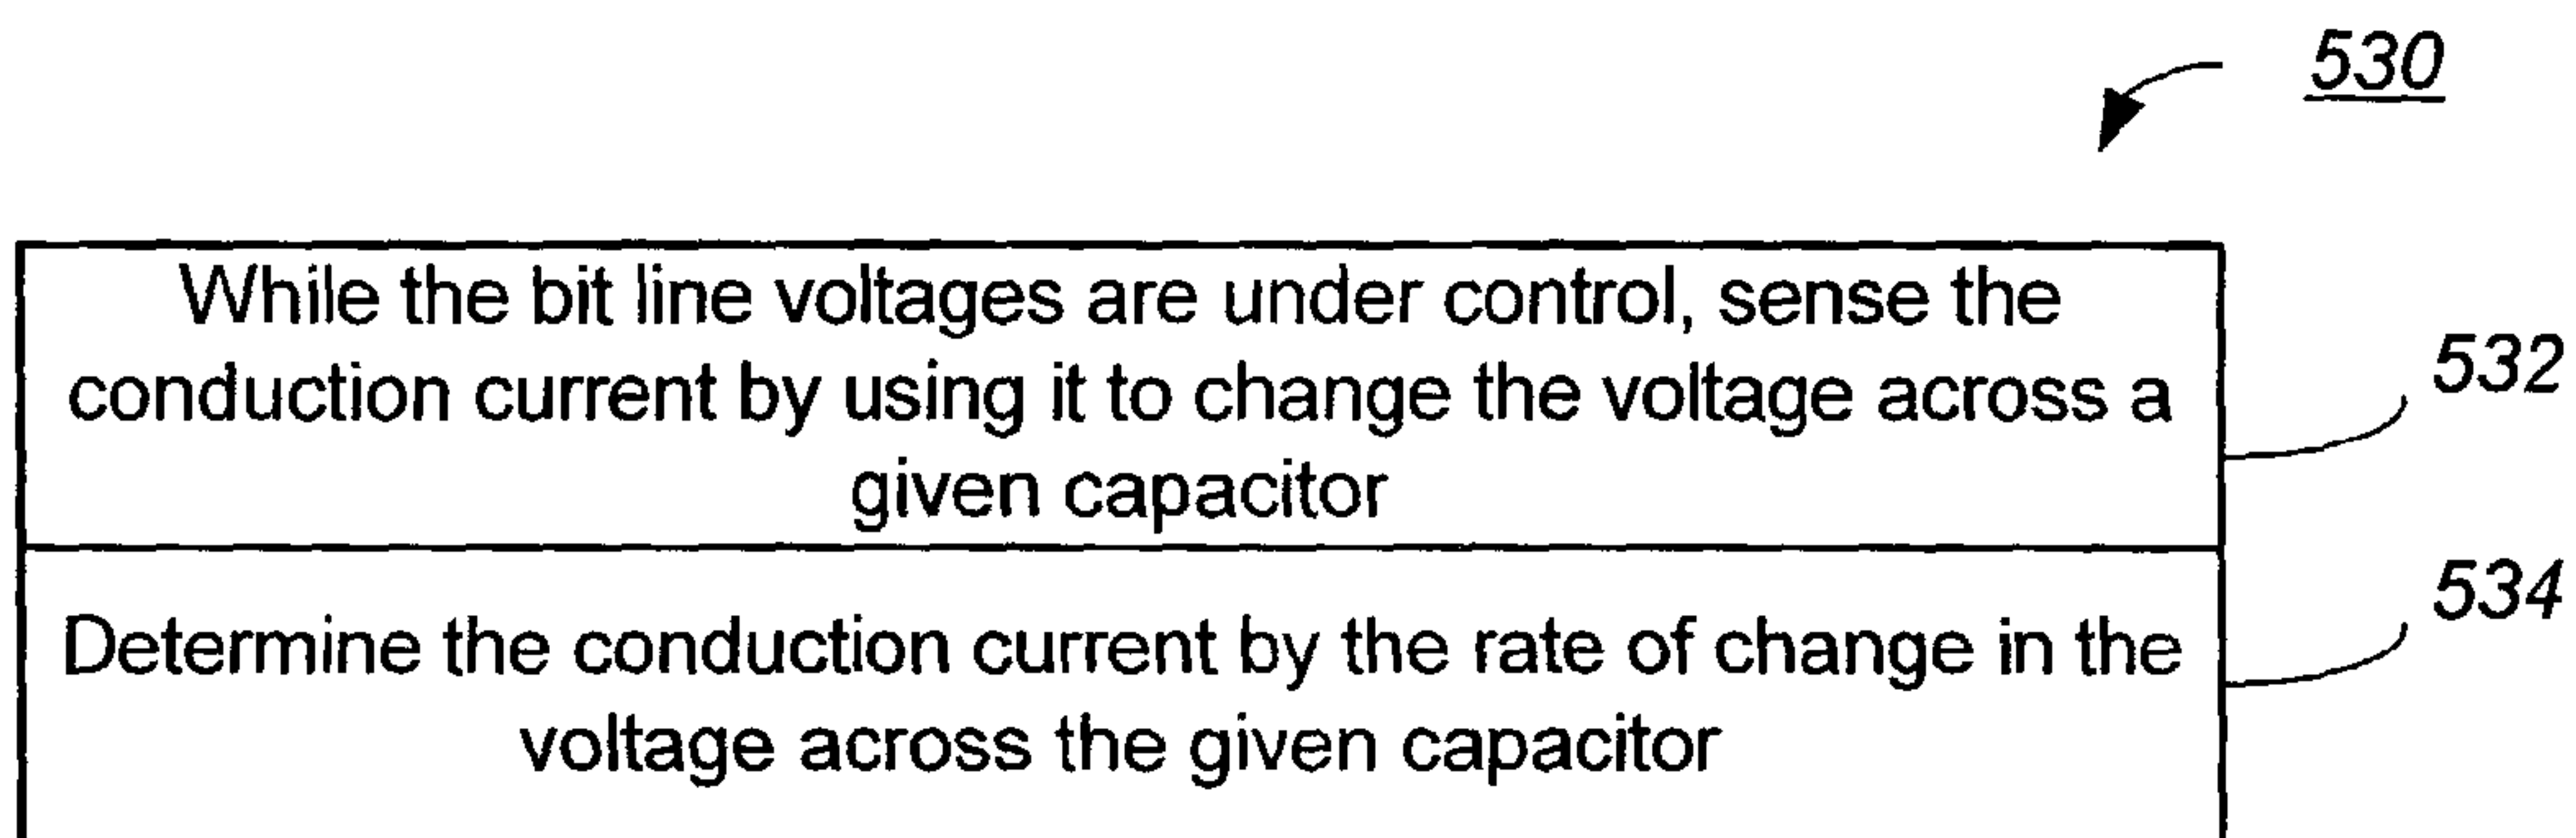 530
While the bit line voltages are under control, sense the
conduction current by using it to change the voltage across a
given capacitor
532
Determine the conduction current by the rate of change in the
voltage across the given capacitor
534